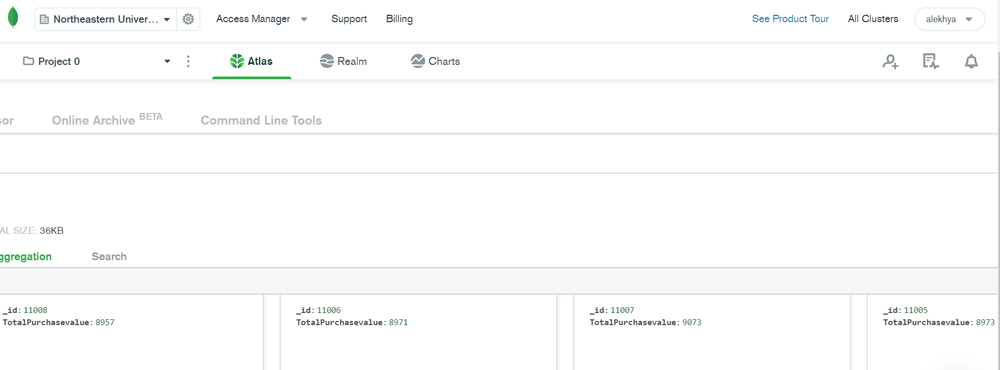 Northeastern Univer... Access Manager Support Billing See Product Tour All Clusters alekhya
Project 0 Atlas Realm Charts
sor Online Archive BETA Command Line Tools
TAL SIZE: 36KB
ggregation Search
_id: 11008
TotalPurchasevalue: 8957
_id: 11006
TotalPurchasevalue: 8971
_id: 11007
TotalPurchasevalue: 9073
_id: 11005
TotalPurchasevalue: 8973